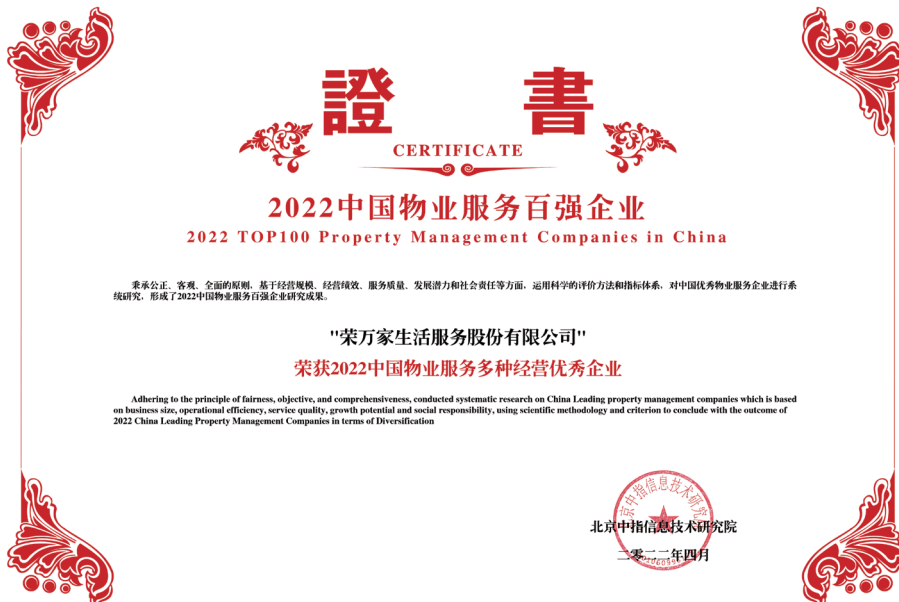 證 書
CERTIFICATE
2022中国物业服务百强企业
2022 TOP100 Property Management Companies in China
秉承公正、客观、全面的原则，基于经营规模、经营绩效、服务质量、发展潜力和社会责任等方面，运用科学的评价方法和指标体系，对中国优秀物业服务企业进行系
统研究，形成了2022中国物业服务百强企业研究成果。
"荣万家生活服务股份有限公司"
荣获2022中国物业服务多种经营优秀企业
Adhering to the principle of fairness, objective, and comprehensiveness, conducted systematic research on China Leading property management companies which is based
on business size, operational efficiency, service quality, growth potential and social responsibility, using scientific methodology and criterion to conclude with the outcome of
2022 China Leading Property Management Companies in terms of Diversification
京中指信息技术研究
北京中指信息技术研究院
二零二二年四月